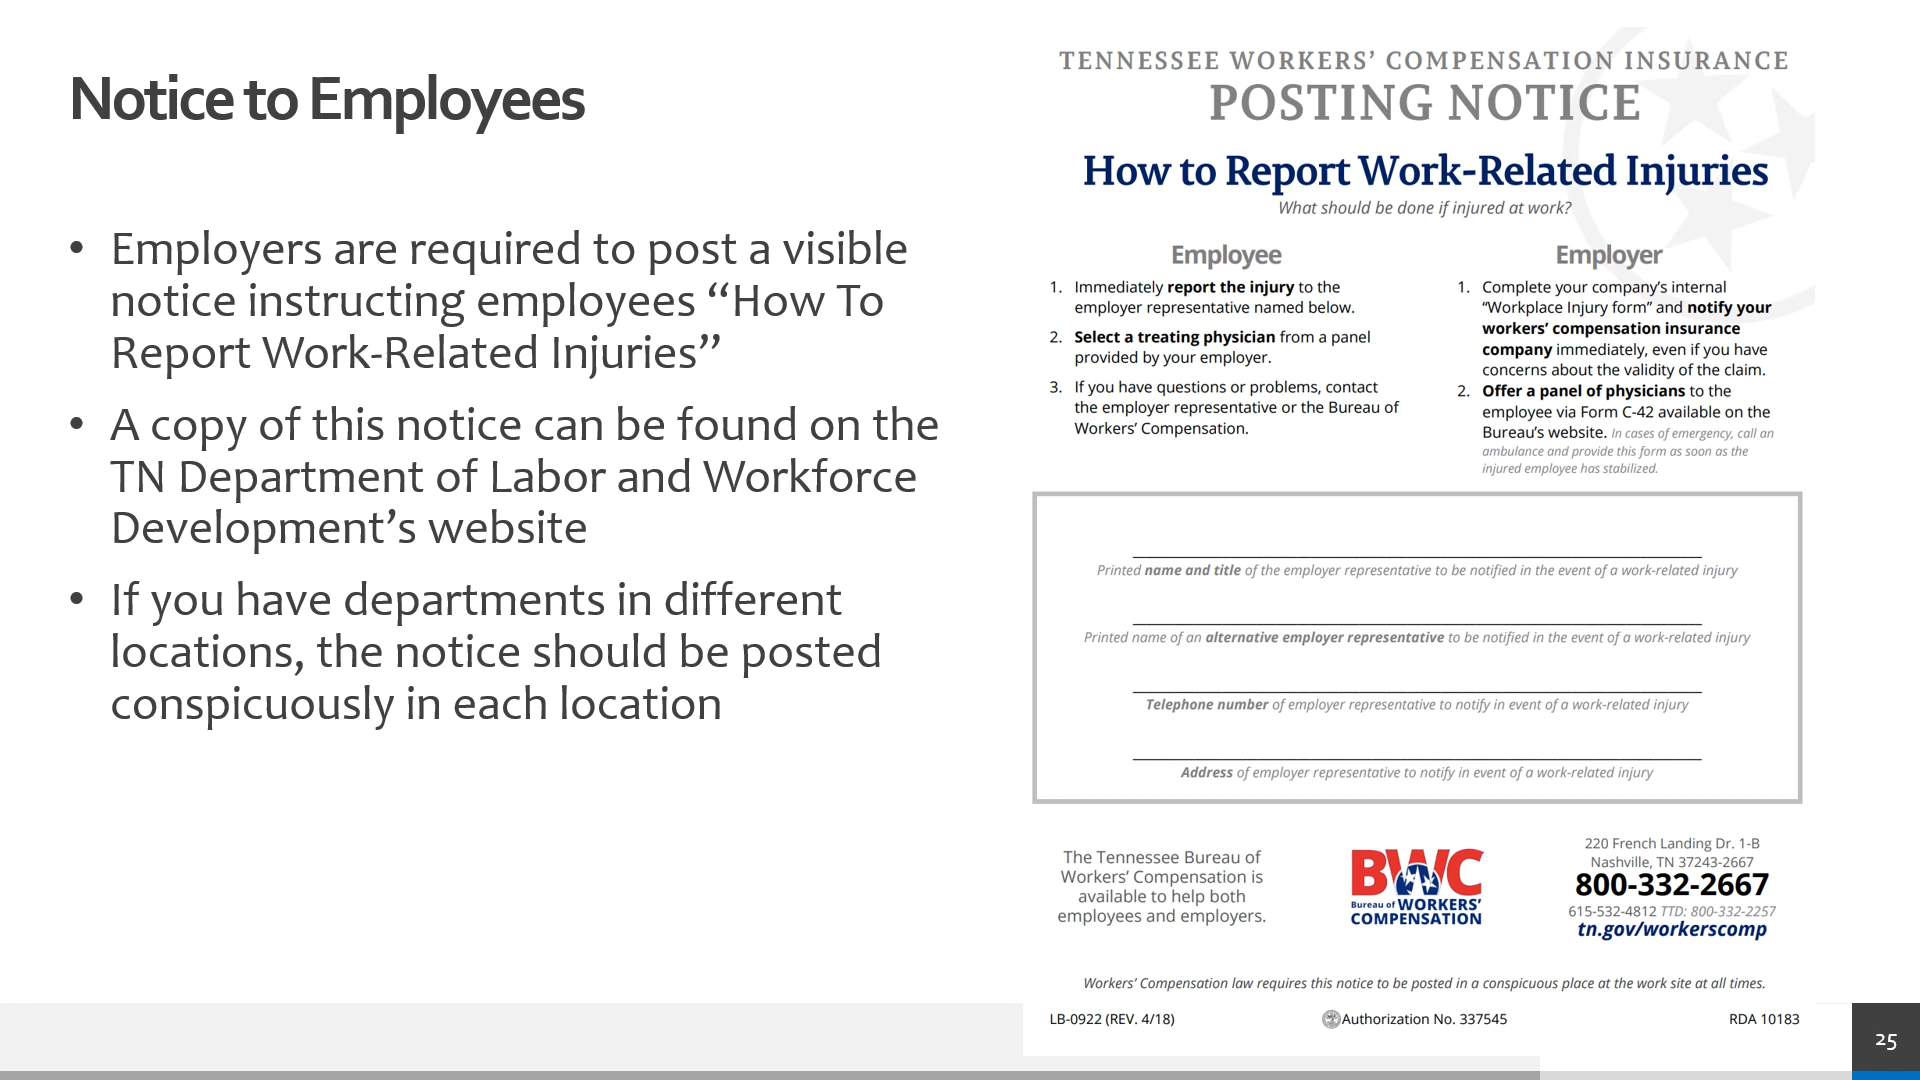 Notice to Employees
• Employers are required to post a visible
notice instructing employees “How To
Report Work-Related Injuries”
• A copy of this notice can be found on the
TN Department of Labor and Workforce
Development’s website
• If you have departments in different
locations, the notice should be posted
conspicuously in each location
TENNESSEE WORKERS’ COMPENSATION INSURANCE
POSTING NOTICE
How to Report Work-Related Injuries
What should be done if injured at work?
Employee
1. Immediately report the injury to the
employer representative named below.
2. Select a treating physician from a panel
provided by your employer.
3. If you have questions or problems, contact
the employer representative or the Bureau of
Workers’ Compensation.
Employer
1. Complete your company’s internal
“Workplace Injury form” and notify your
workers’ compensation insurance
company immediately, even if you have
concerns about the validity of the claim.
2. Offer a panel of physicians to the
employee via Form C-42 available on the
Bureau’s website. In cases of emergency, call an
ambulance and provide this form as soon as the
injured employee has stabilized.
Printed name and title of the employer representative to be notified in the event of a work-related injury
Printed name of an alternative employer representative to be notified in the event of a work-related injury
Telephone number of employer representative to notify in event of a work-related injury
Address of employer representative to notify in event of a work-related injury
The Tennessee Bureau of
Workers’ Compensation is
available to help both
employees and employers.
BWC
Bureau of WORKERS’
COMPENSATION
220 French Landing Dr. 1-B
Nashville, TN 37243-2667
800-332-2667
615-532-4812 TTD: 800-332-2257
tn.gov/workerscomp
Workers’ Compensation law requires this notice to be posted in a conspicuous place at the work site at all times.
LB-0922 (REV. 4/18)
Authorization No. 337545
RDA 10183
25